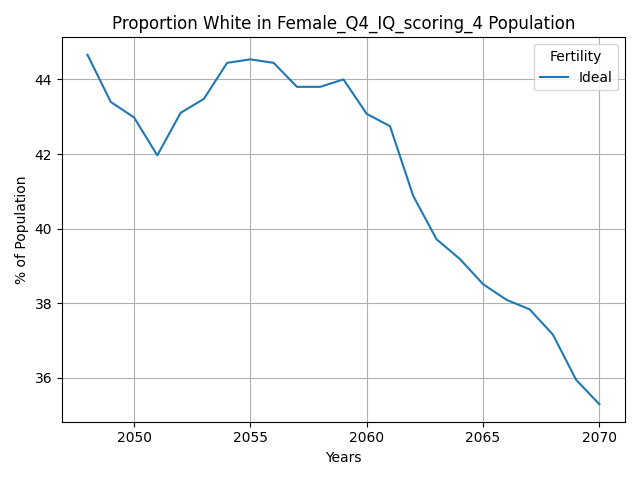 Proportion White in Female_Q4_IQ_scoring_4 Population
Fertility
Ideal
% of Population
44
42
40
38
36
2050 2055 2060 2065 2070
Years